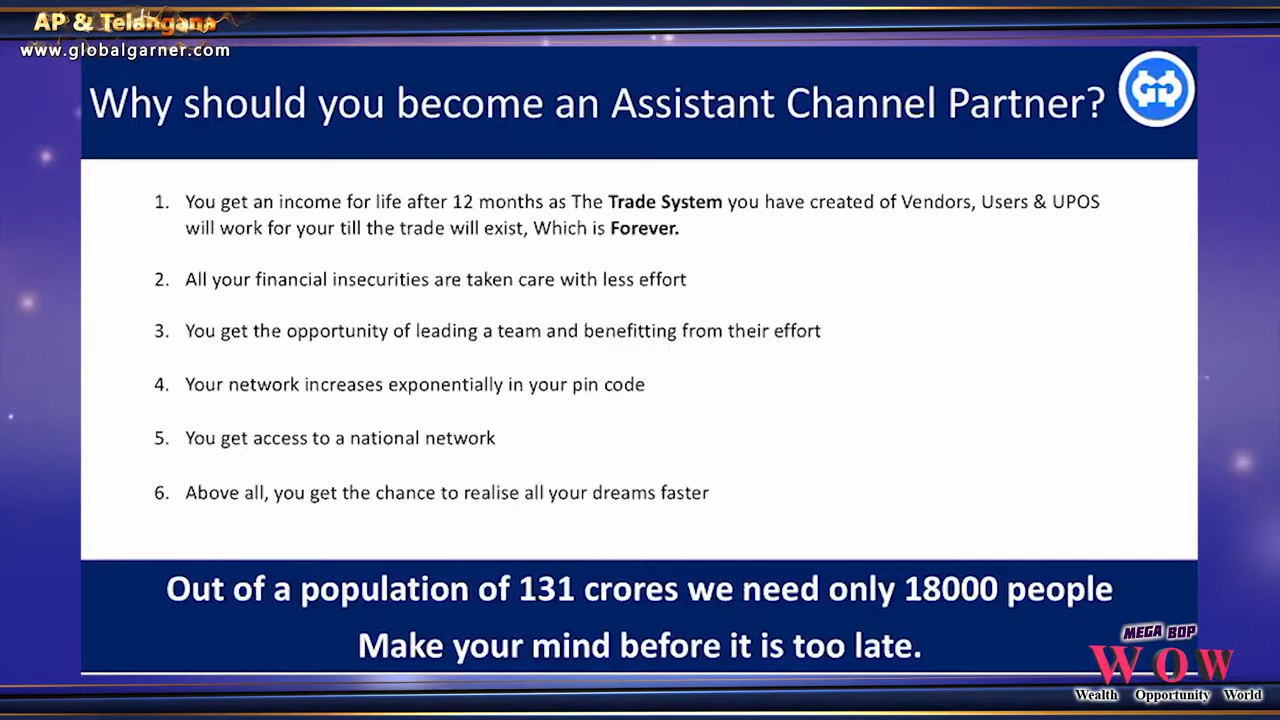 AP & Telangana
www.globalgarner.com
Why should you become an Assistant Channel Partner?
1. You get an income for life after 12 months as The Trade System you have created of Vendors, Users & UPOS
will work for your till the trade will exist, Which is Forever.
2. All your financial insecurities are taken care with less effort
3. You get the opportunity of leading a team and benefitting from their effort
4. Your network increases exponentially in your pin code
5. You get access to a national network
6. Above all, you get the chance to realise all your dreams faster
Out of a population of 131 crores we need only 18000 people
Make your mind before it is too late.
MEGA BOP
WOW
Wealth Opportunity World